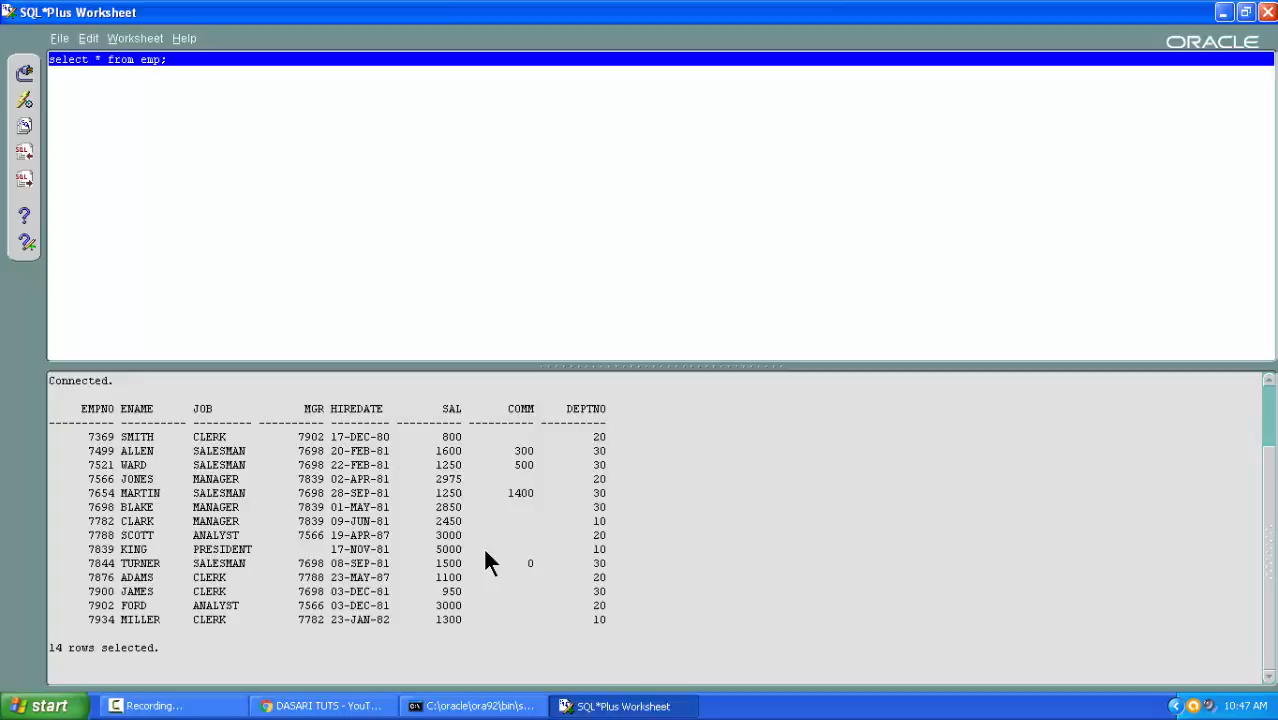 SQL*Plus Worksheet
File Edit Worksheet Help
ORACLE
select * from emp;
Connected.
EMPNO ENAME JOB MGR HIREDATE SAL COMM DEPTNO
---------- ---------- --------- ---------- --------- ---------- ---------- ----------
7369 SMITH CLERK 7902 17-DEC-80 800 20
7499 ALLEN SALESMAN 7698 20-FEB-81 1600 300 30
7521 WARD SALESMAN 7698 22-FEB-81 1250 500 30
7566 JONES MANAGER 7839 02-APR-81 2975 20
7654 MARTIN SALESMAN 7698 28-SEP-81 1250 1400 30
7698 BLAKE MANAGER 7839 01-MAY-81 2850 30
7782 CLARK MANAGER 7839 09-JUN-81 2450 10
7788 SCOTT ANALYST 7566 19-APR-87 3000 20
7839 KING PRESIDENT 17-NOV-81 5000 10
7844 TURNER SALESMAN 7698 08-SEP-81 1500 0 30
7876 ADAMS CLERK 7788 23-MAY-87 1100 20
7900 JAMES CLERK 7698 03-DEC-81 950 30
7902 FORD ANALYST 7566 03-DEC-81 3000 20
7934 MILLER CLERK 7782 23-JAN-82 1300 10
14 rows selected.
start Recording... DASARI TUTS - YouT... C:\oracle\ora92\bin\s... SQL*Plus Worksheet 10:47 AM